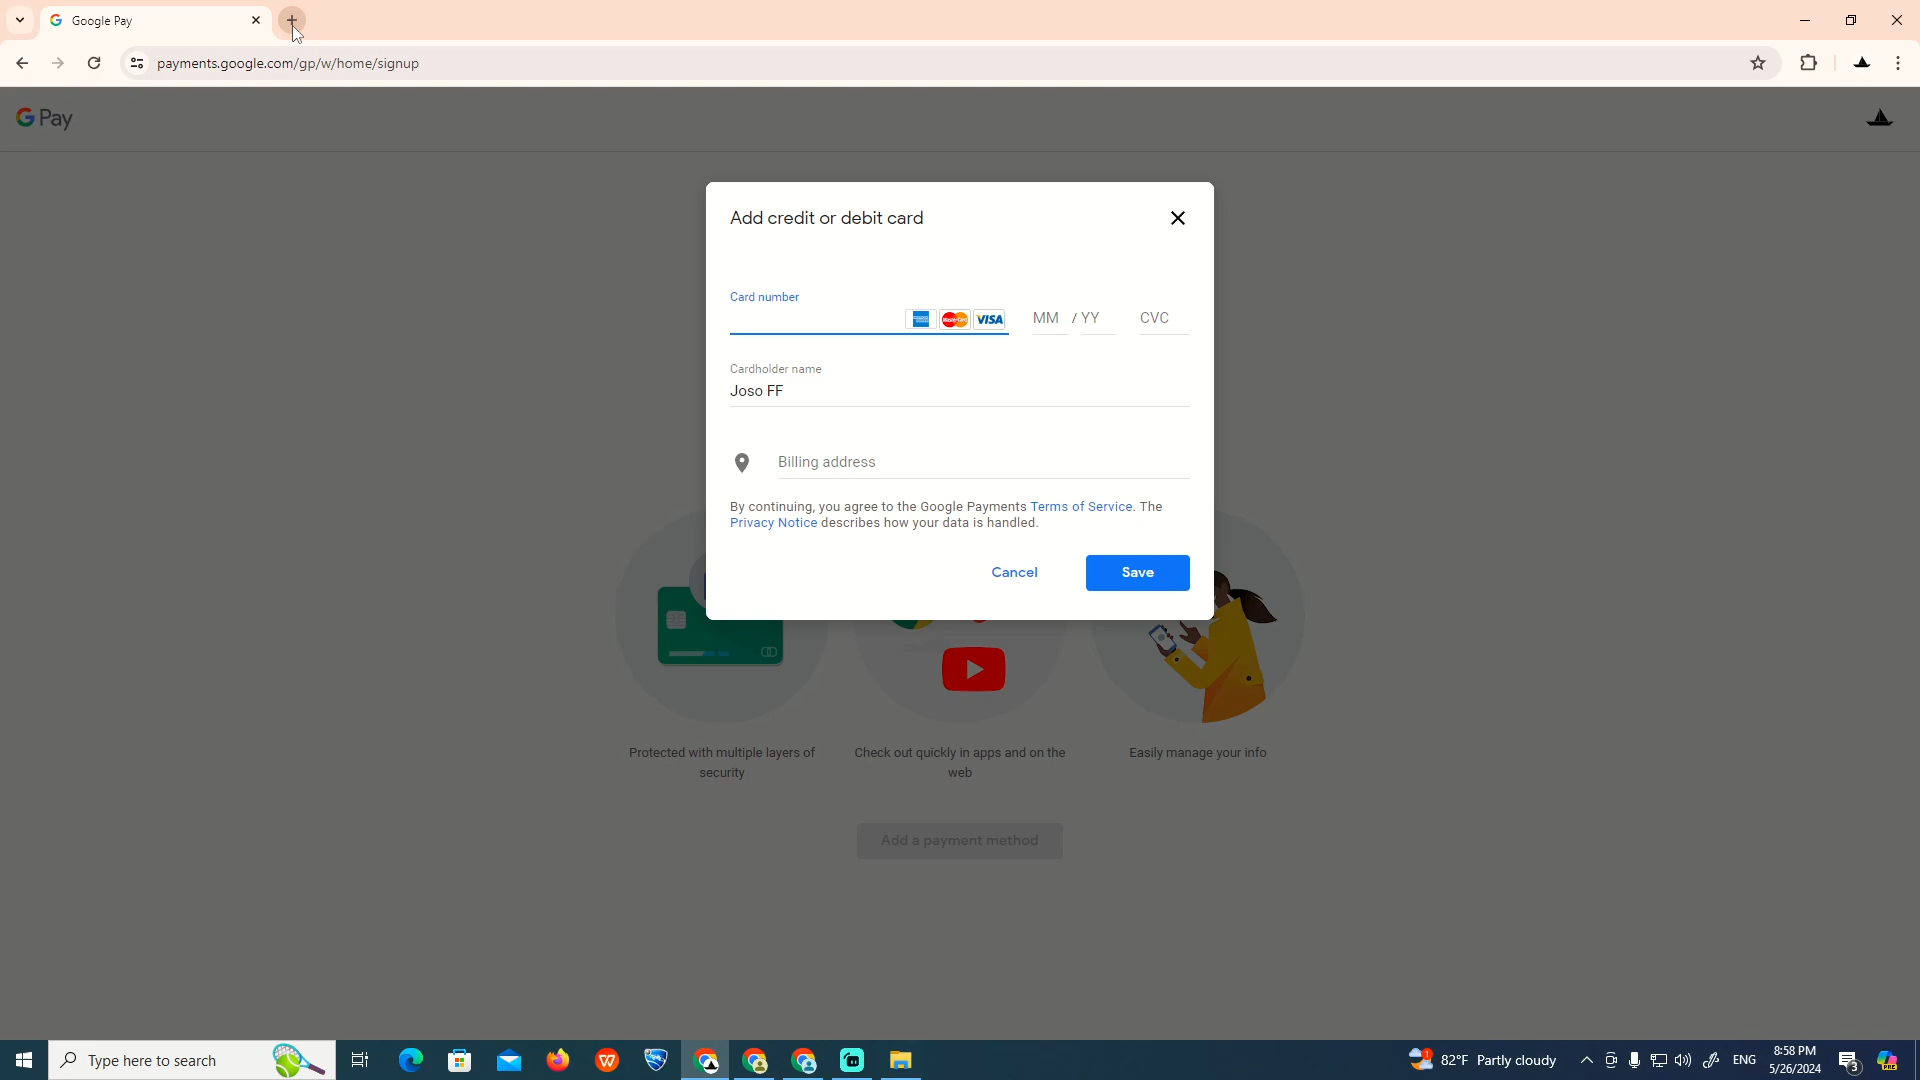 Google Pay
payments.google.com/gp/w/home/signup
G Pay
Add credit or debit card
Card number
VISA
MM / YY
CVC
Cardholder name
Joso FF
Billing address
By continuing, you agree to the Google Payments Terms of Service. The
Privacy Notice describes how your data is handled.
Cancel
Save
Protected with multiple layers of
security
Check out quickly in apps and on the
web
Easily manage your info
Add a payment method
Type here to search
82°F Partly cloudy
ENG
8:58 PM
5/26/2024
3